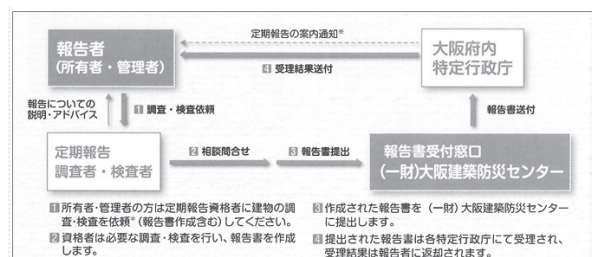 定期報告の案内通知※
報告者
(所有者・管理者)
大阪府内
特定行政庁
4 受理結果送付
報告についての
説明・アドバイス
1 調査・検査依頼
報告書送付
定期報告
調査者・検査者
2 相談問合せ
3 報告書提出
報告書受付窓口
(一財)大阪建築防災センター
1 所有者・管理者の方は定期報告資格者に建物の調
査・検査を依頼※(報告書作成含む)してください。
2 資格者は必要な調査・検査を行い、報告書を作成
します。
3 作成された報告書を(一財)大阪建築防災センター
に提出します。
4 提出された報告書は各特定行政庁にて受理され、
受理結果は報告者に返却されます。